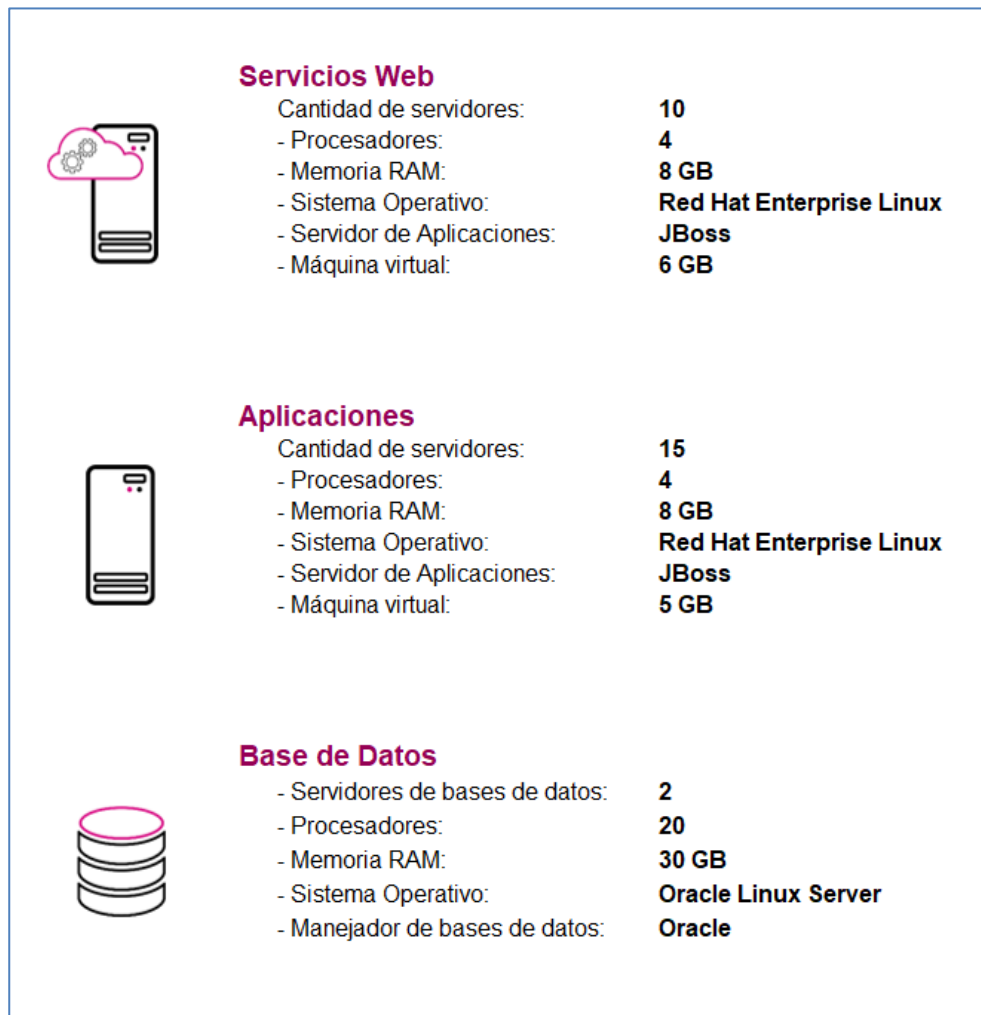 Servicios Web
Cantidad de servidores: 10
- Procesadores: 4
- Memoria RAM: 8 GB
- Sistema Operativo: Red Hat Enterprise Linux
- Servidor de Aplicaciones: JBoss
- Máquina virtual: 6 GB
Aplicaciones
Cantidad de servidores: 15
- Procesadores: 4
- Memoria RAM: 8 GB
- Sistema Operativo: Red Hat Enterprise Linux
- Servidor de Aplicaciones: JBoss
- Máquina virtual: 5 GB
Base de Datos
- Servidores de bases de datos: 2
- Procesadores: 20
- Memoria RAM: 30 GB
- Sistema Operativo: Oracle Linux Server
- Manejador de bases de datos: Oracle